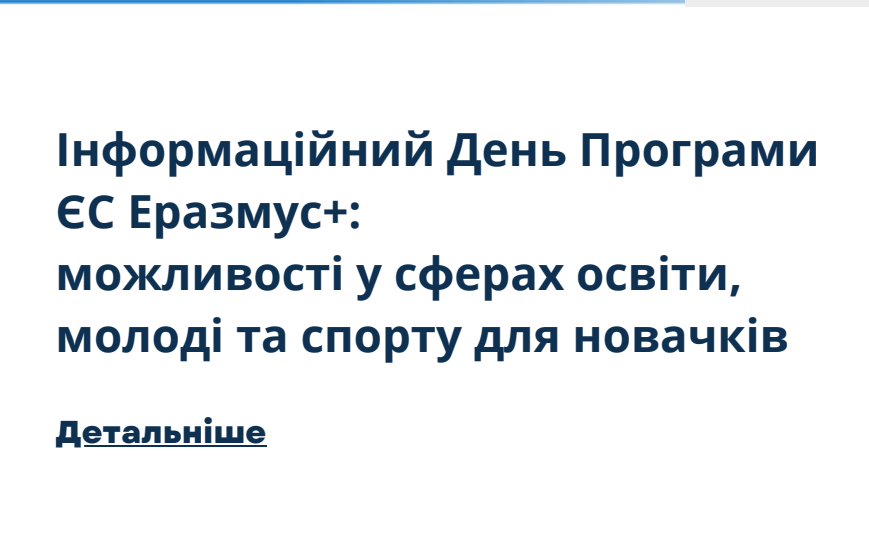 Інформаційний День Програми
ЄС Еразмус+:
можливості у сферах освіти,
молоді та спорту для новачків
Детальніше